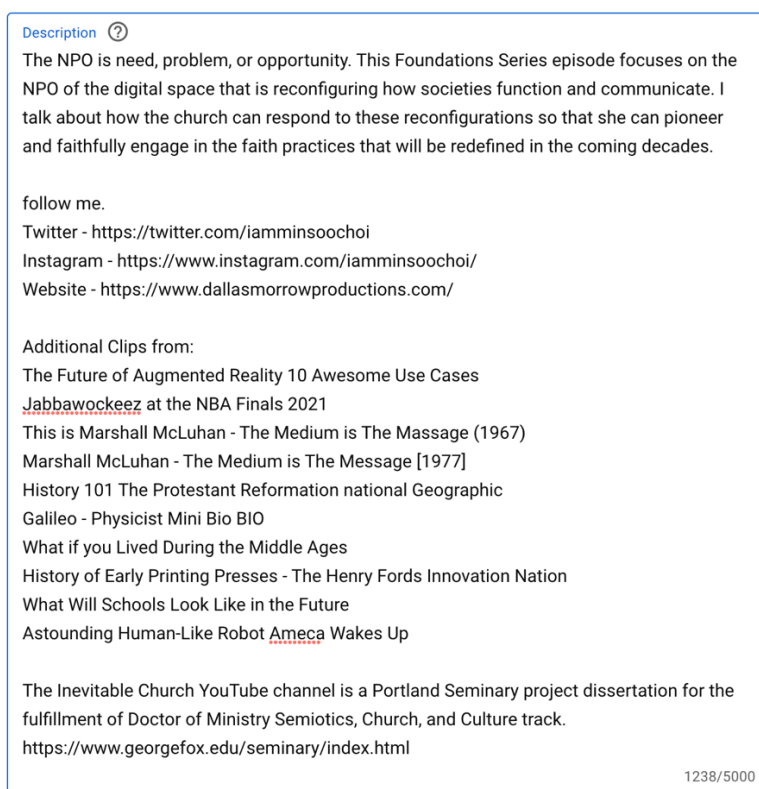 Description ?
The NPO is need, problem, or opportunity. This Foundations Series episode focuses on the
NPO of the digital space that is reconfiguring how societies function and communicate. I
talk about how the church can respond to these reconfigurations so that she can pioneer
and faithfully engage in the faith practices that will be redefined in the coming decades.
follow me.
Twitter - https://twitter.com/iamminsoochoi
Instagram - https://www.instagram.com/iamminsoochoi/
Website - https://www.dallasmorrowproductions.com/
Additional Clips from:
The Future of Augmented Reality 10 Awesome Use Cases
Jabbawockeez at the NBA Finals 2021
This is Marshall McLuhan - The Medium is The Massage (1967)
Marshall McLuhan - The Medium is The Message [1977]
History 101 The Protestant Reformation national Geographic
Galileo - Physicist Mini Bio BIO
What if you Lived During the Middle Ages
History of Early Printing Presses - The Henry Fords Innovation Nation
What Will Schools Look Like in the Future
Astounding Human-Like Robot Ameca Wakes Up
The Inevitable Church YouTube channel is a Portland Seminary project dissertation for the
fulfillment of Doctor of Ministry Semiotics, Church, and Culture track.
https://www.georgefox.edu/seminary/index.html
1238/5000